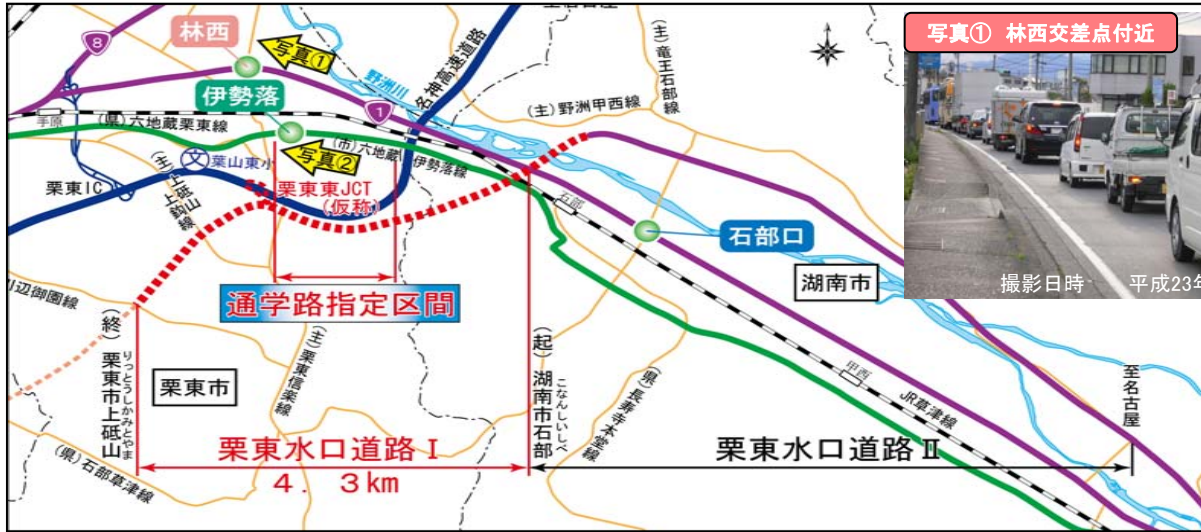 写真① 林西交差点付近
撮影日時 平成23年
8
林西
写真①
野洲川
名神高速道路
(主)竜王石部線
伊勢落
1
(主)野洲甲西線
手原
(県)六地蔵栗東線
(市)六地蔵 伊勢落線
写真②
文 葉山東小
栗東IC
(主)上砥山上鈎線
栗東東JCT
(仮称)
石部
石部口
湖南市
通学路指定区間
川辺御園線
(終)栗東市上砥山
りっとうしかみとやま
栗東市
(主)栗東信楽線
(起)湖南市石部
こなんしいしべ
(県)長寿寺本堂線
甲西
JR草津線
至名古屋
(県)石部草津線
栗東水口道路Ⅰ
4．3km
栗東水口道路Ⅱ